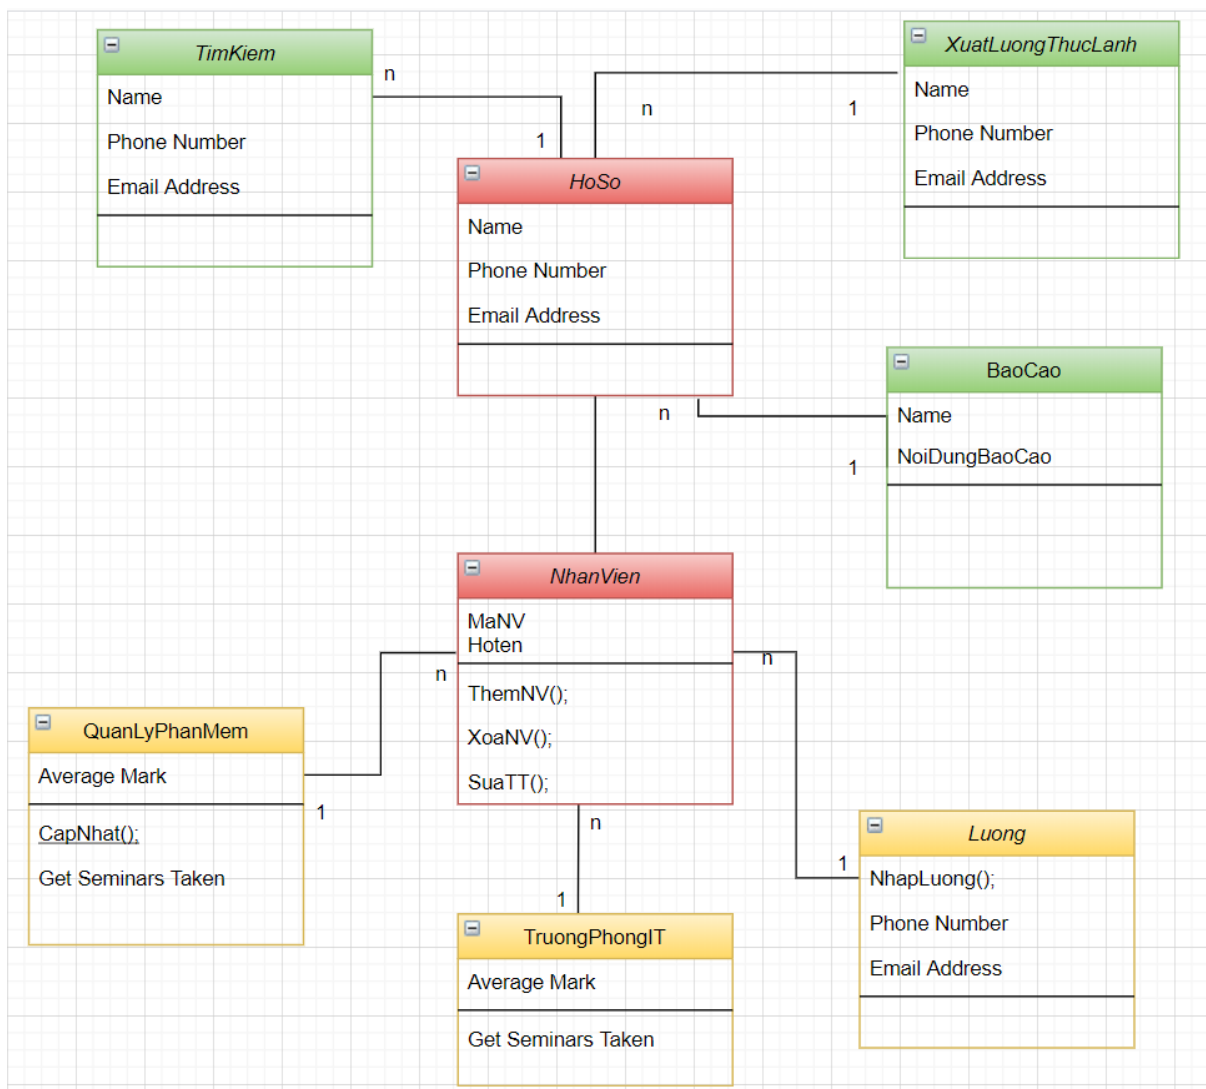 TimKiem
Name
Phone Number
Email Address
n
1
XuatLuongThucLanh
Name
Phone Number
Email Address
n
1
HoSo
Name
Phone Number
Email Address
BaoCao
Name
NoiDungBaoCao
n
1
NhanVien
MaNV
Hoten
ThemNV();
XoaNV();
SuaTT();
n
n
QuanLyPhanMem
Average Mark
CapNhat();
Get Seminars Taken
1
n
1
TruongPhongIT
Average Mark
Get Seminars Taken
1
Luong
NhapLuong();
Phone Number
Email Address